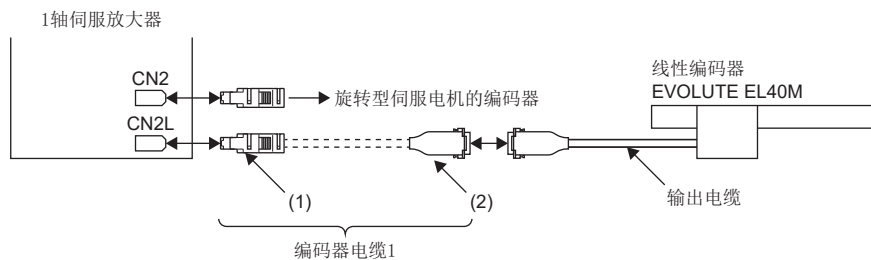 1轴伺服放大器
CN2
旋转型伺服电机的编码器
线性编码器
EVOLUTE EL40M
CN2L
(1)
(2)
输出电缆
编码器电缆1